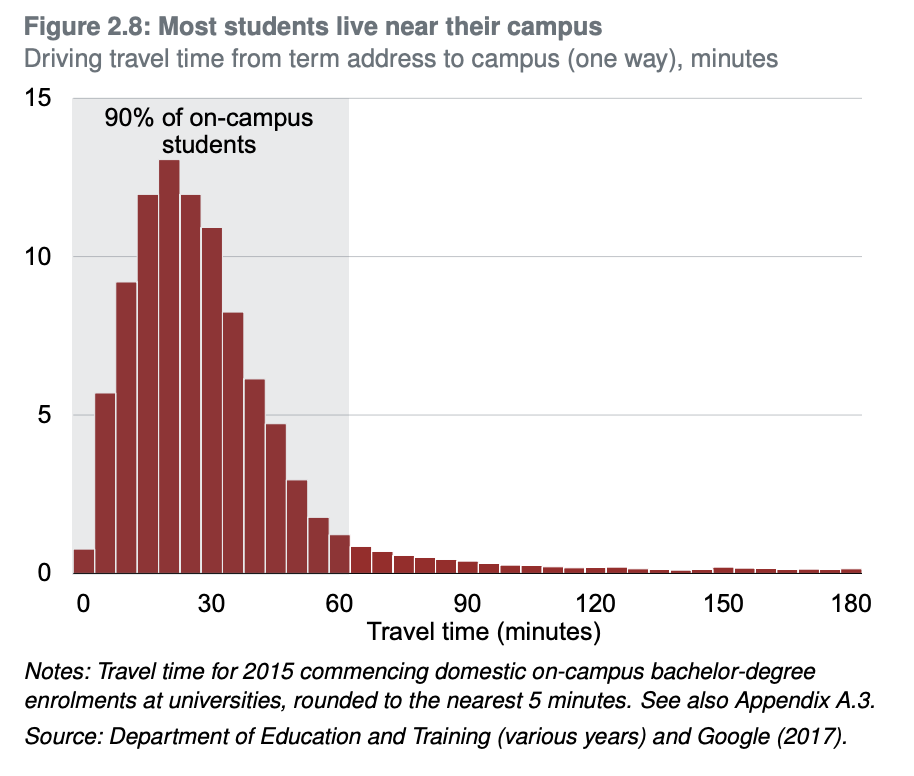 Figure 2.8: Most students live near their campus
Driving travel time from term address to campus (one way), minutes
15
90% of on-campus
students
10
5
0
0 30 60 90 120 150 180
Travel time (minutes)
Notes: Travel time for 2015 commencing domestic on-campus bachelor-degree
enrolments at universities, rounded to the nearest 5 minutes. See also Appendix A.3.
Source: Department of Education and Training (various years) and Google (2017).